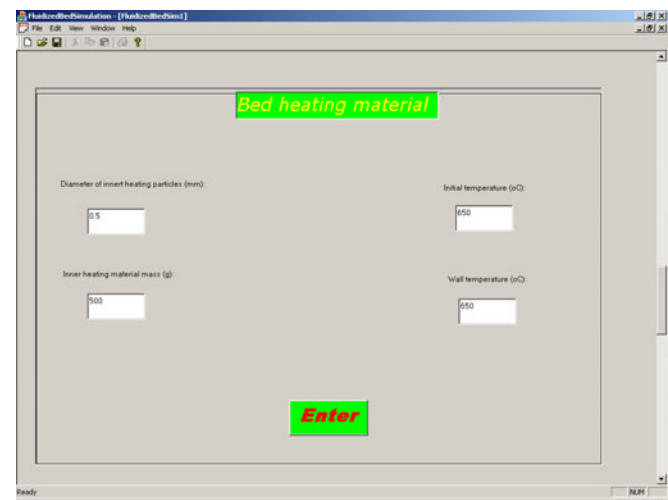 FluidizedBedSimulation - [FluidizedBedSim1]
File Edit View Window Help
Bed heating material
Diameter of innert heating particles (mm):
0.5
Initial temperature (oC):
650
Inner heating material mass (g):
500
Wall temperature (oC):
650
Enter
Ready
NUM